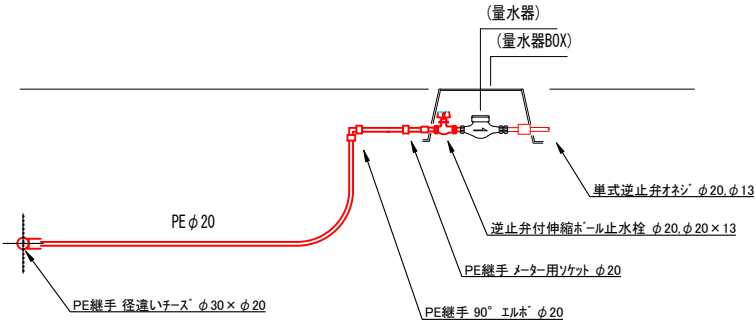 (量水器)
(量水器BOX)
単式逆止弁オネジ φ20,φ13
PEφ20
逆止弁付伸縮ボール止水栓 φ20,φ20×13
PE継手 メーター用ソケット φ20
PE継手 径違いチーズ φ30×φ20
PE継手 90° エルボ φ20